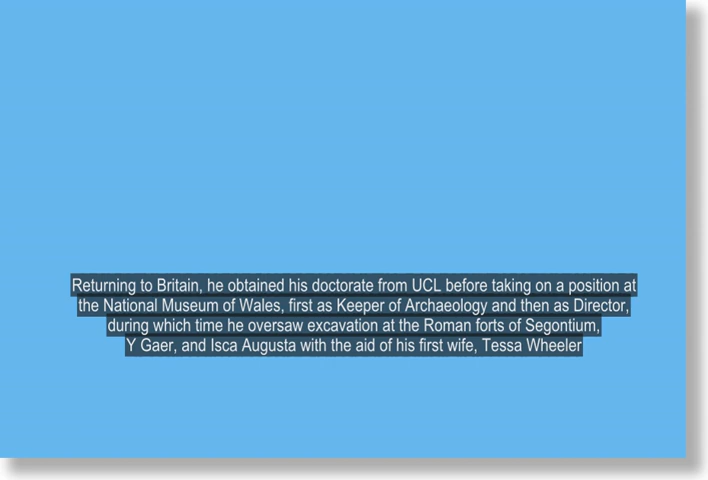 Returning to Britain, he obtained his doctorate from UCL before taking on a position at
the National Museum of Wales, first as Keeper of Archaeology and then as Director,
during which time he oversaw excavation at the Roman forts of Segontium,
Y Gaer, and Isca Augusta with the aid of his first wife, Tessa Wheeler